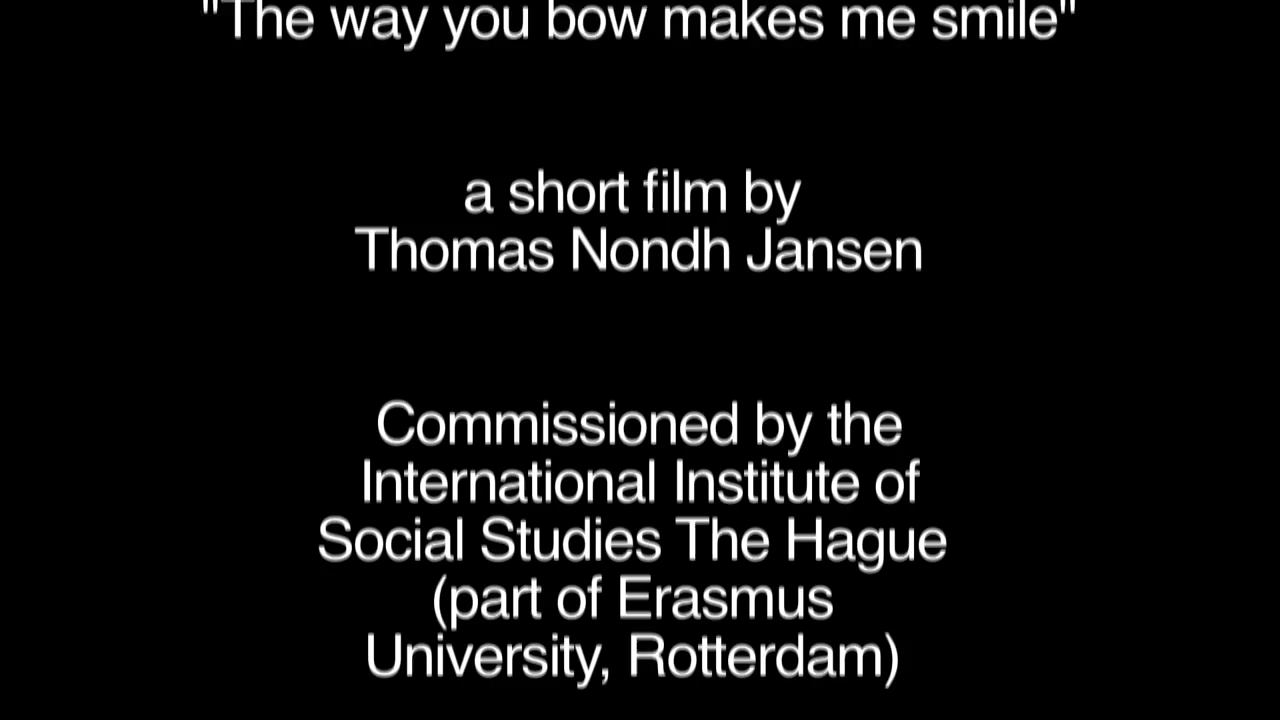 "The way you bow makes me smile"
a short film by
Thomas Nondh Jansen
Commissioned by the
International Institute of
Social Studies The Hague
(part of Erasmus
University, Rotterdam)